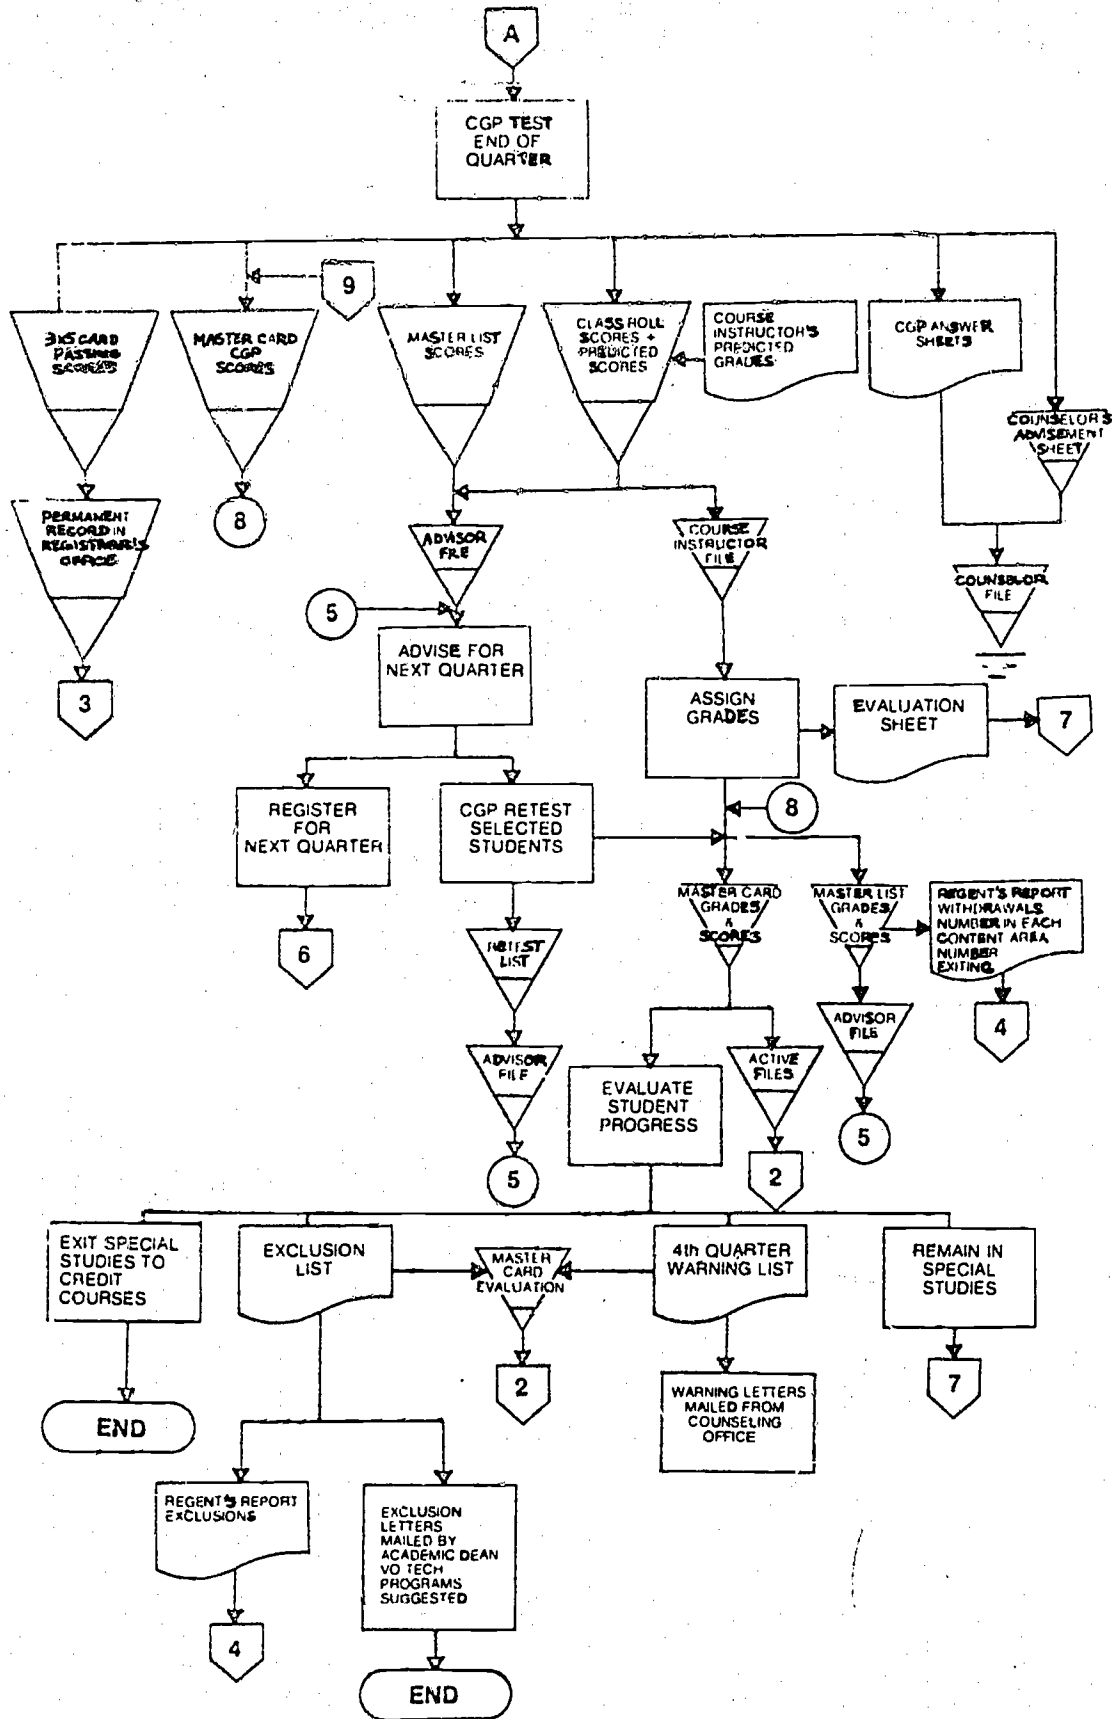 A
CGP TEST
END OF
QUARTER
9
3X5 CARD
PASSING
SCORES
MASTER CARD
CGP
SCORES
MASTER LIST
SCORES
CLASS ROLL
SCORES +
PREDICTED
SCORES
COURSE
INSTRUCTOR'S
PREDICTED
GRADES
CGP ANSWER
SHEETS
COUNSELOR'S
ADVISEMENT
SHEET
PERMANENT
RECORD IN
REGISTRAR'S
OFFICE
8
ADVISOR
FILE
COURSE
INSTRUCTOR
FILE
COUNSELOR
FILE
5
3
ADVISE FOR
NEXT QUARTER
ASSIGN
GRADES
EVALUATION
SHEET
7
REGISTER
FOR
NEXT QUARTER
CGP RETEST
SELECTED
STUDENTS
8
6
RETEST
LIST
MASTER CARD
GRADES
&
SCORES
MASTER LIST
GRADES
&
SCORES
REGENT'S REPORT
WITHDRAWALS
NUMBER IN EACH
CONTENT AREA
NUMBER
EXITING
4
ADVISOR
FILE
EVALUATE
STUDENT
PROGRESS
ACTIVE
FILES
ADVISOR
FILE
5
2
5
EXIT SPECIAL
STUDIES TO
CREDIT
COURSES
EXCLUSION
LIST
MASTER
CARD
EVALUATION
4th QUARTER
WARNING LIST
REMAIN IN
SPECIAL
STUDIES
END
2
WARNING LETTERS
MAILED FROM
COUNSELING
OFFICE
7
REGENT'S REPORT
EXCLUSIONS
EXCLUSION
LETTERS
MAILED BY
ACADEMIC DEAN
VO TECH
PROGRAMS
SUGGESTED
4
END